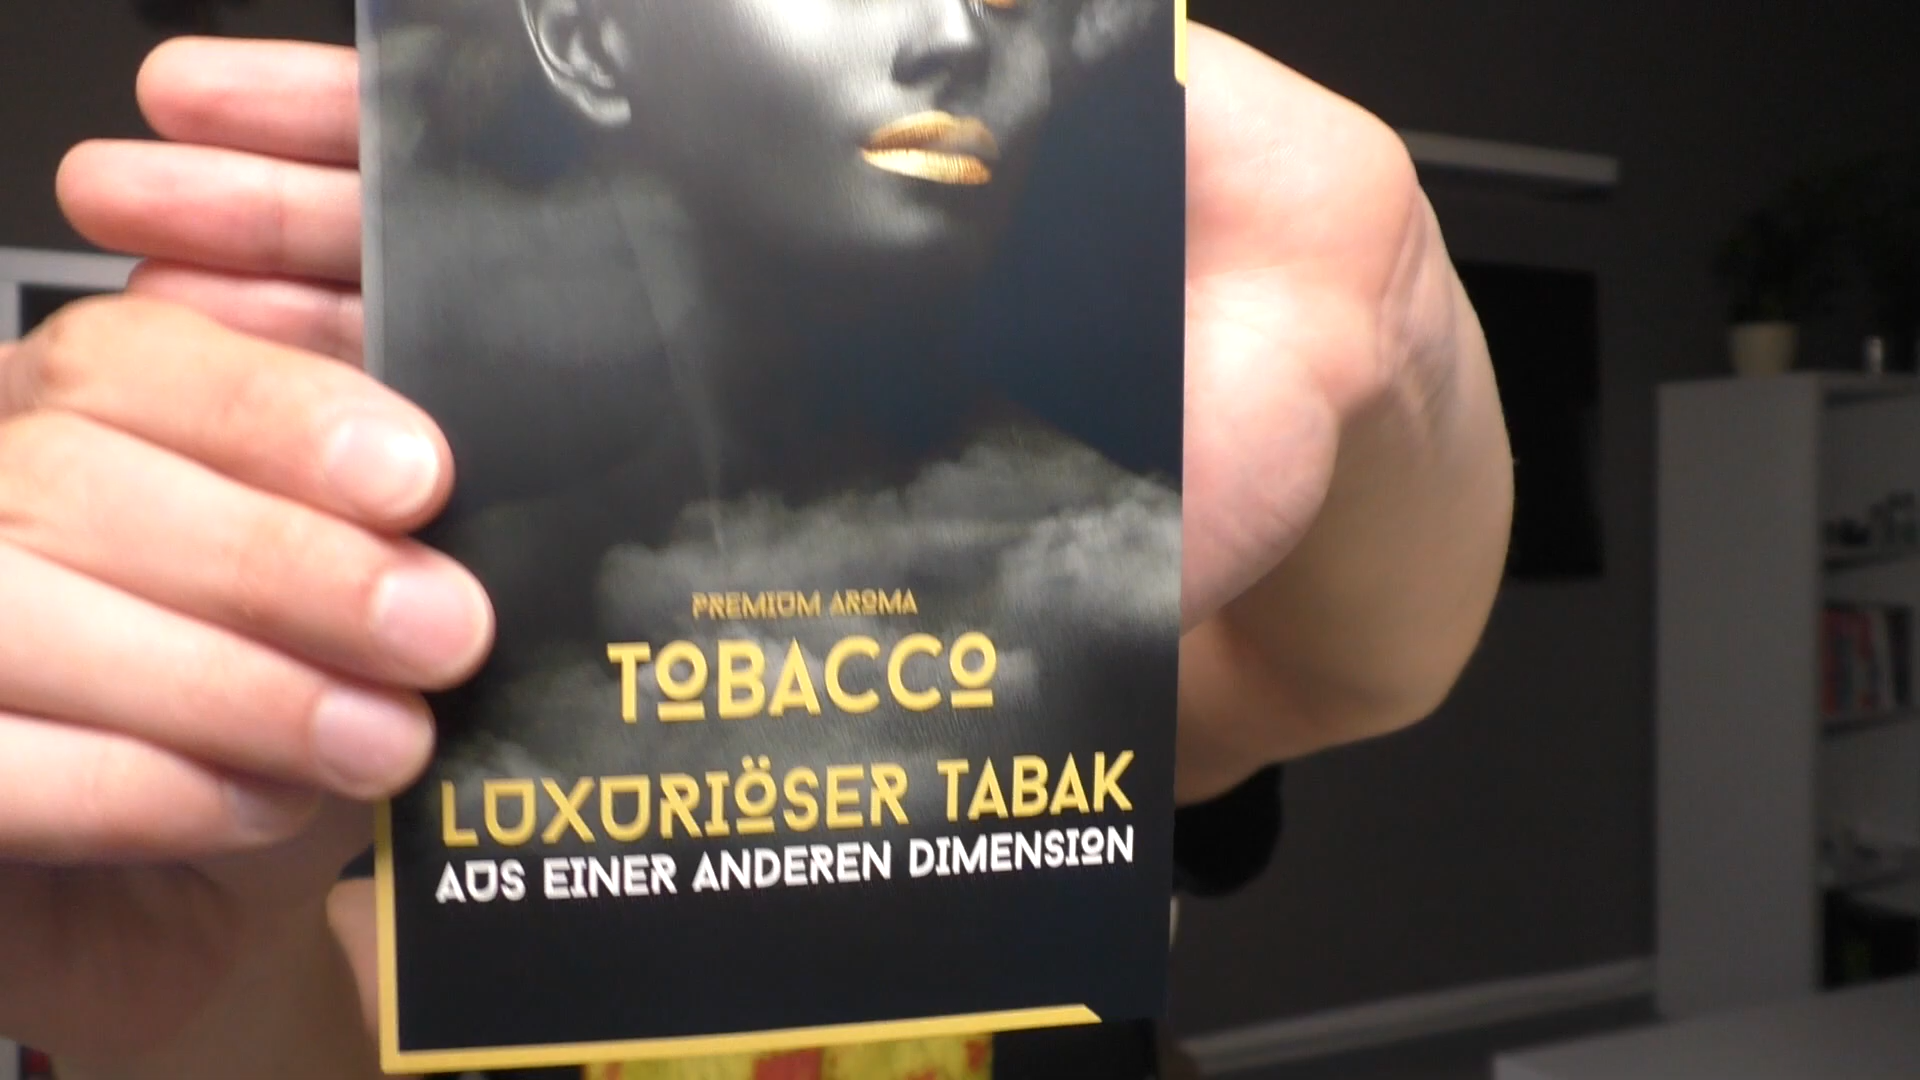 PREMIUM AROMA
TOBACCO
LUXURIÖSER TABAK
AUS EINER ANDEREN DIMENSION